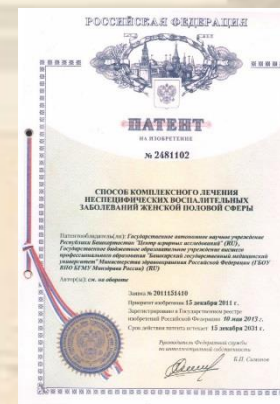 РОССИЙСКАЯ ФЕДЕРАЦИЯ
ПАТЕНТ
НА ИЗОБРЕТЕНИЕ
№ 2481102
СПОСОБ КОМПЛЕКСНОГО ЛЕЧЕНИЯ
НЕСПЕЦИФИЧЕСКИХ ВОСПАЛИТЕЛЬНЫХ
ЗАБОЛЕВАНИЙ ЖЕНСКОЙ ПОЛОВОЙ СФЕРЫ
Патентообладатель(ли): Государственное автономное научное учреждение
Республики Башкортостан "Центр аграрных исследований" (RU),
Государственное бюджетное образовательное учреждение высшего
профессионального образования "Башкирский государственный медицинский
университет" Министерства здравоохранения Российской Федерации (ГБОУ
ВПО БГМУ Минздрава России) (RU)
Автор(ы): см. на обороте
Заявка № 2011151410
Приоритет изобретения 15 декабря 2011 г.
Зарегистрировано в Государственном реестре
изобретений Российской Федерации 10 мая 2013 г.
Срок действия патента истекает 15 декабря 2031 г.
Руководитель Федеральной службы
по интеллектуальной собственности
Б.П. Симонов